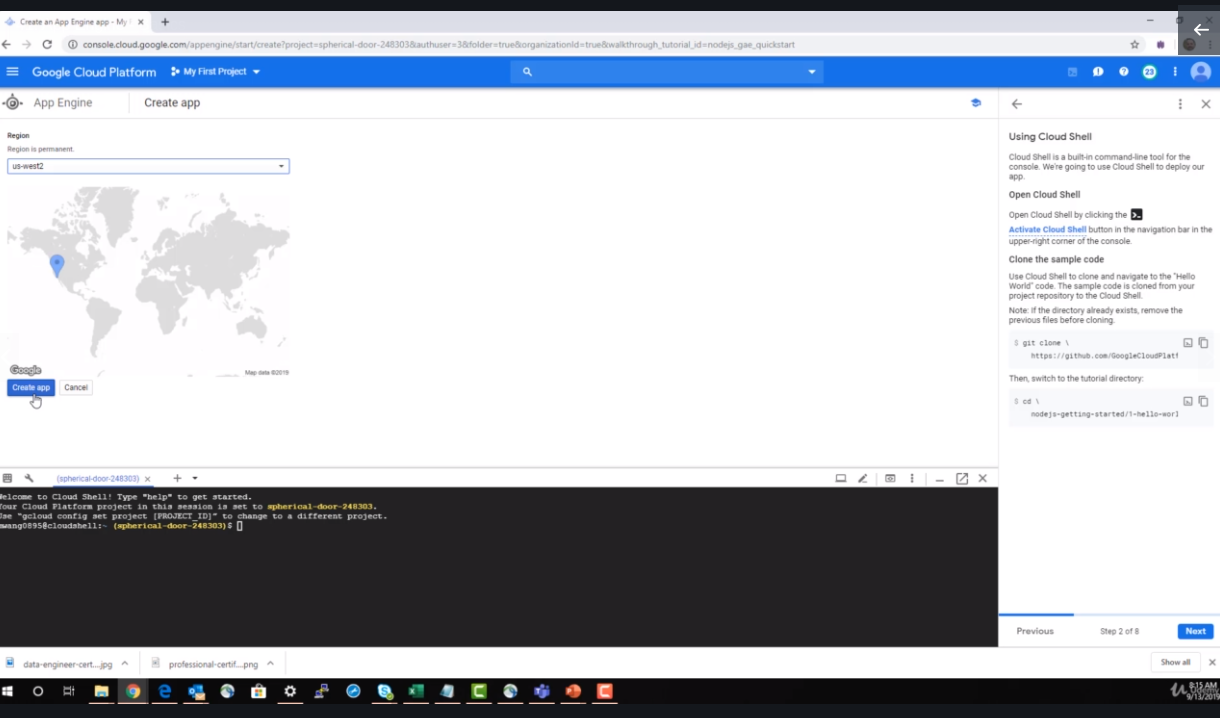 Create an App Engine app - My F
console.cloud.google.com/appengine/start/create?project=spherical-door-248303&authuser=3&folder=true&organizationId=true&walkthrough_tutorial_id=nodejs_gae_quickstart
Google Cloud Platform
My First Project
23
App Engine
Create app
Region
Region is permanent.
us-west2
Google
Map data ©2019
Create app
Cancel
Using Cloud Shell
Cloud Shell is a built-in command-line tool for the
console. We're going to use Cloud Shell to deploy our
app.
Open Cloud Shell
Open Cloud Shell by clicking the
Activate Cloud Shell button in the navigation bar in the
upper-right corner of the console.
Clone the sample code
Use Cloud Shell to clone and navigate to the "Hello
World" code. The sample code is cloned from your
project repository to the Cloud Shell.
Note: If the directory already exists, remove the
previous files before cloning.
$ git clone \
https://github.com/GoogleCloudPlatf
Then, switch to the tutorial directory:
$ cd \
nodejs-getting-started/1-hello-worl
Previous
Step 2 of 8
Next
(spherical-door-248303)
elcome to Cloud Shell! Type "help" to get started.
our Cloud Platform project in this session is set to spherical-door-248303.
se "gcloud config set project [PROJECT_ID]" to change to a different project.
wang0895@cloudshell:~ (spherical-door-248303)$
data-engineer-cert....jpg
professional-certif....png
Show all
8:15 AM
9/13/2019
Udemy